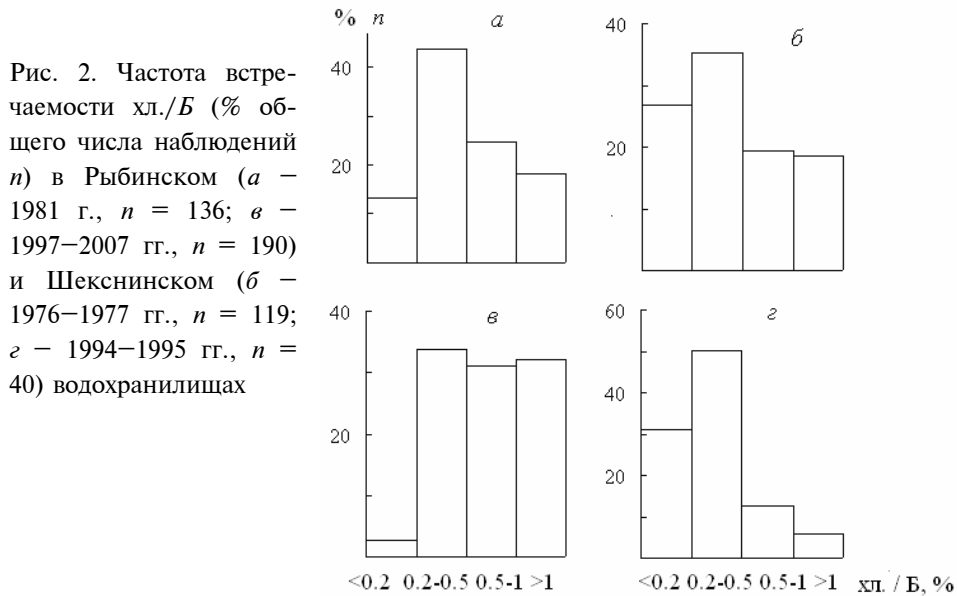 Рис. 2. Частота встре-
чаемости хл./Б (% об-
щего числа наблюдений
n) в Рыбинском (а −
1981 г., n = 136; в −
1997−2007 гг., n = 190)
и Шекснинском (б −
1976−1977 гг., n = 119;
г − 1994−1995 гг., n =
40) водохранилищах
% n а
40
20
б
40
20
в
40
20
г
60
40
20
<0.2 0.2-0.5 0.5-1 >1
<0.2 0.2-0.5 0.5-1 >1 хл. / Б, %